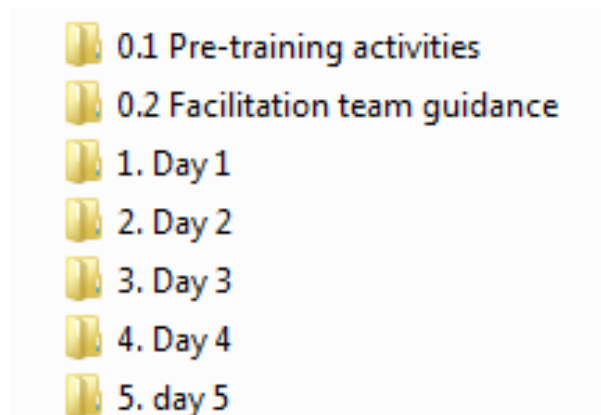 0.1 Pre-training activities
0.2 Facilitation team guidance
1. Day 1
2. Day 2
3. Day 3
4. Day 4
5. day 5